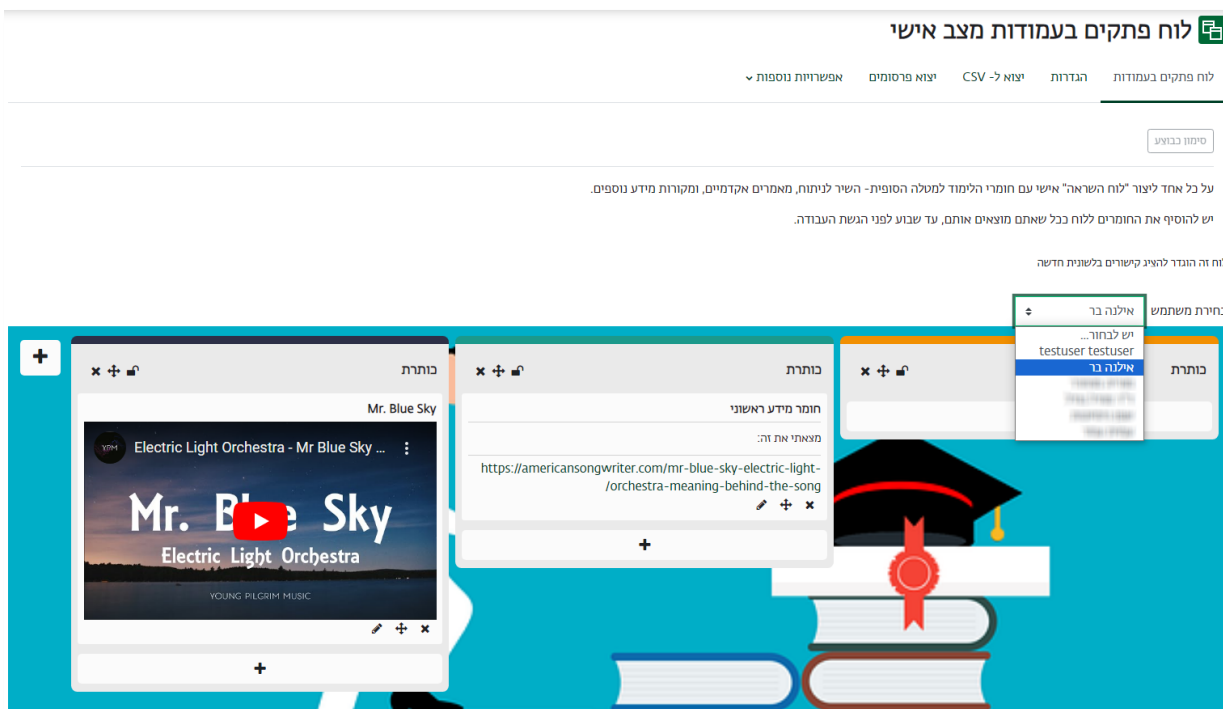 לוח פתקים בעמודות מצב אישי
לוח פתקים בעמודות
הגדרות
יצוא ל- CSV
יצוא פרסומים
אפשרויות נוספות
סימון כבוצע
על כל אחד ליצור "לוח השראה" אישי עם חומרי הלימוד למטלה הסופית- השיר לניתוח, מאמרים אקדמיים, ומקורות מידע נוספים.
יש להוסיף את החומרים ללוח ככל שאתם מוצאים אותם, עד שבוע לפני הגשת העבודה.
לוח זה הוגדר להציג קישורים בלשונית חדשה
בחירת משתמש
אילנה בר
יש לבחור...
testuser testuser
אילנה בר
כותרת
כותרת
חומר מידע ראשוני
מצאתי את זה:
https://americansongwriter.com/mr-blue-sky-electric-light-
orchestra-meaning-behind-the-song/
כותרת
Mr. Blue Sky
YPM
Electric Light Orchestra - Mr Blue Sky ...
Mr. Blue Sky
Electric Light Orchestra
YOUNG PILGRIM MUSIC